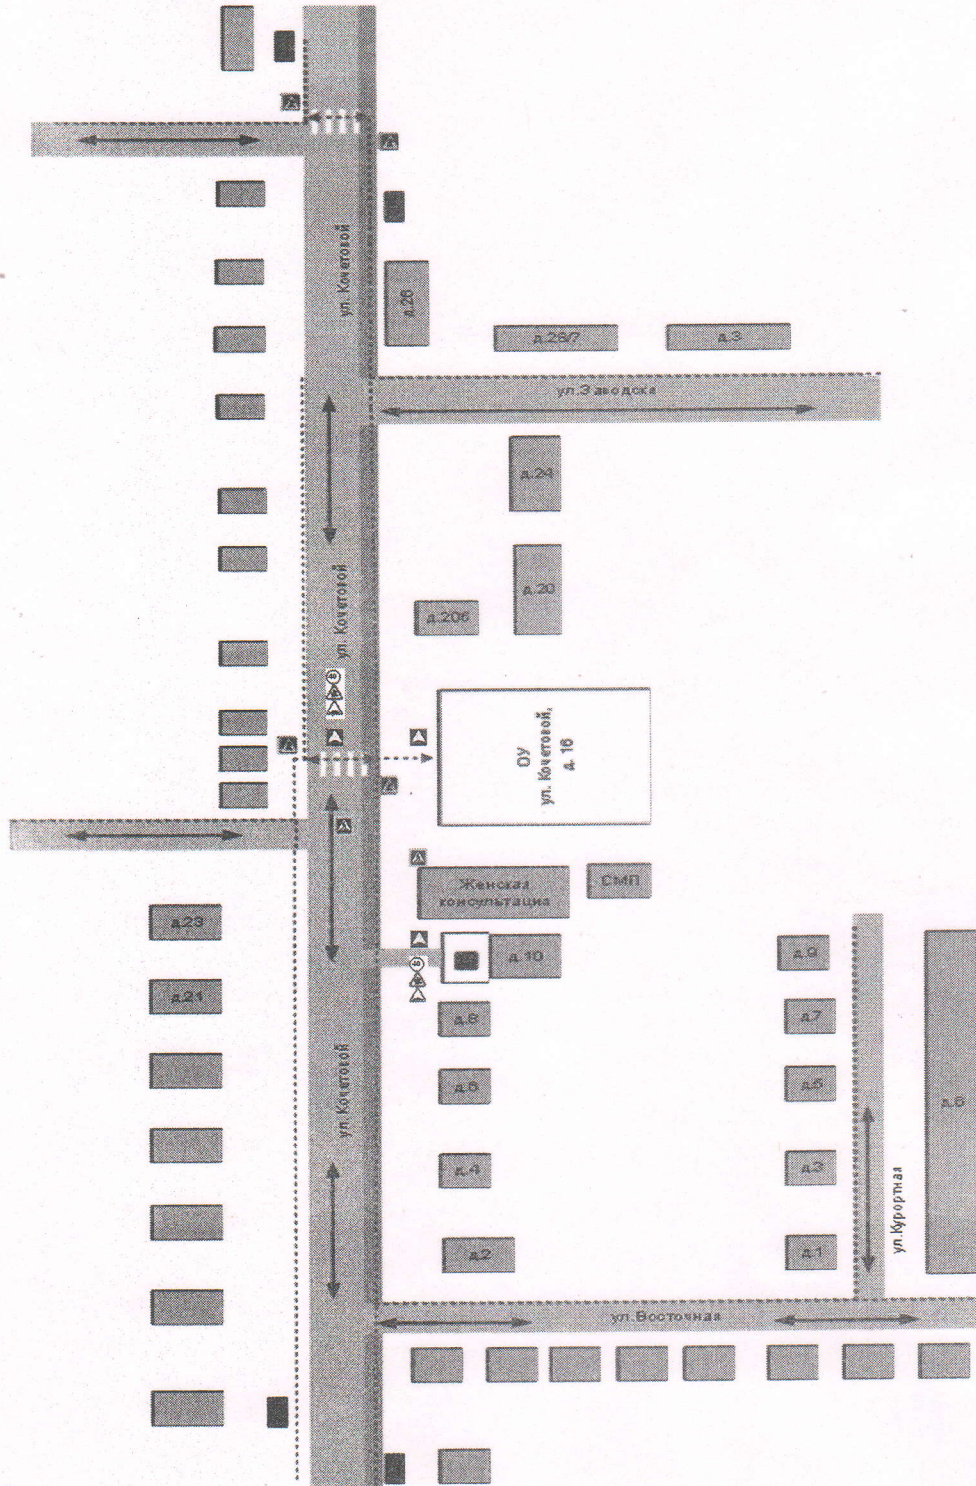 ул. Кочетовой
д.26
д.26/7
д.3
ул.Заводска
д.24
д.20
ул. Кочетовой
д.20б
ОУ
ул. Кочетовой,
д. 16
Женская
консультация
СМП
д.23
д.10
д.9
д.21
д.8
д.7
ул. Кочетовой
д.6
д.5
д.6
д.4
д.3
ул.Курортная
д.2
д.1
ул.Восточная